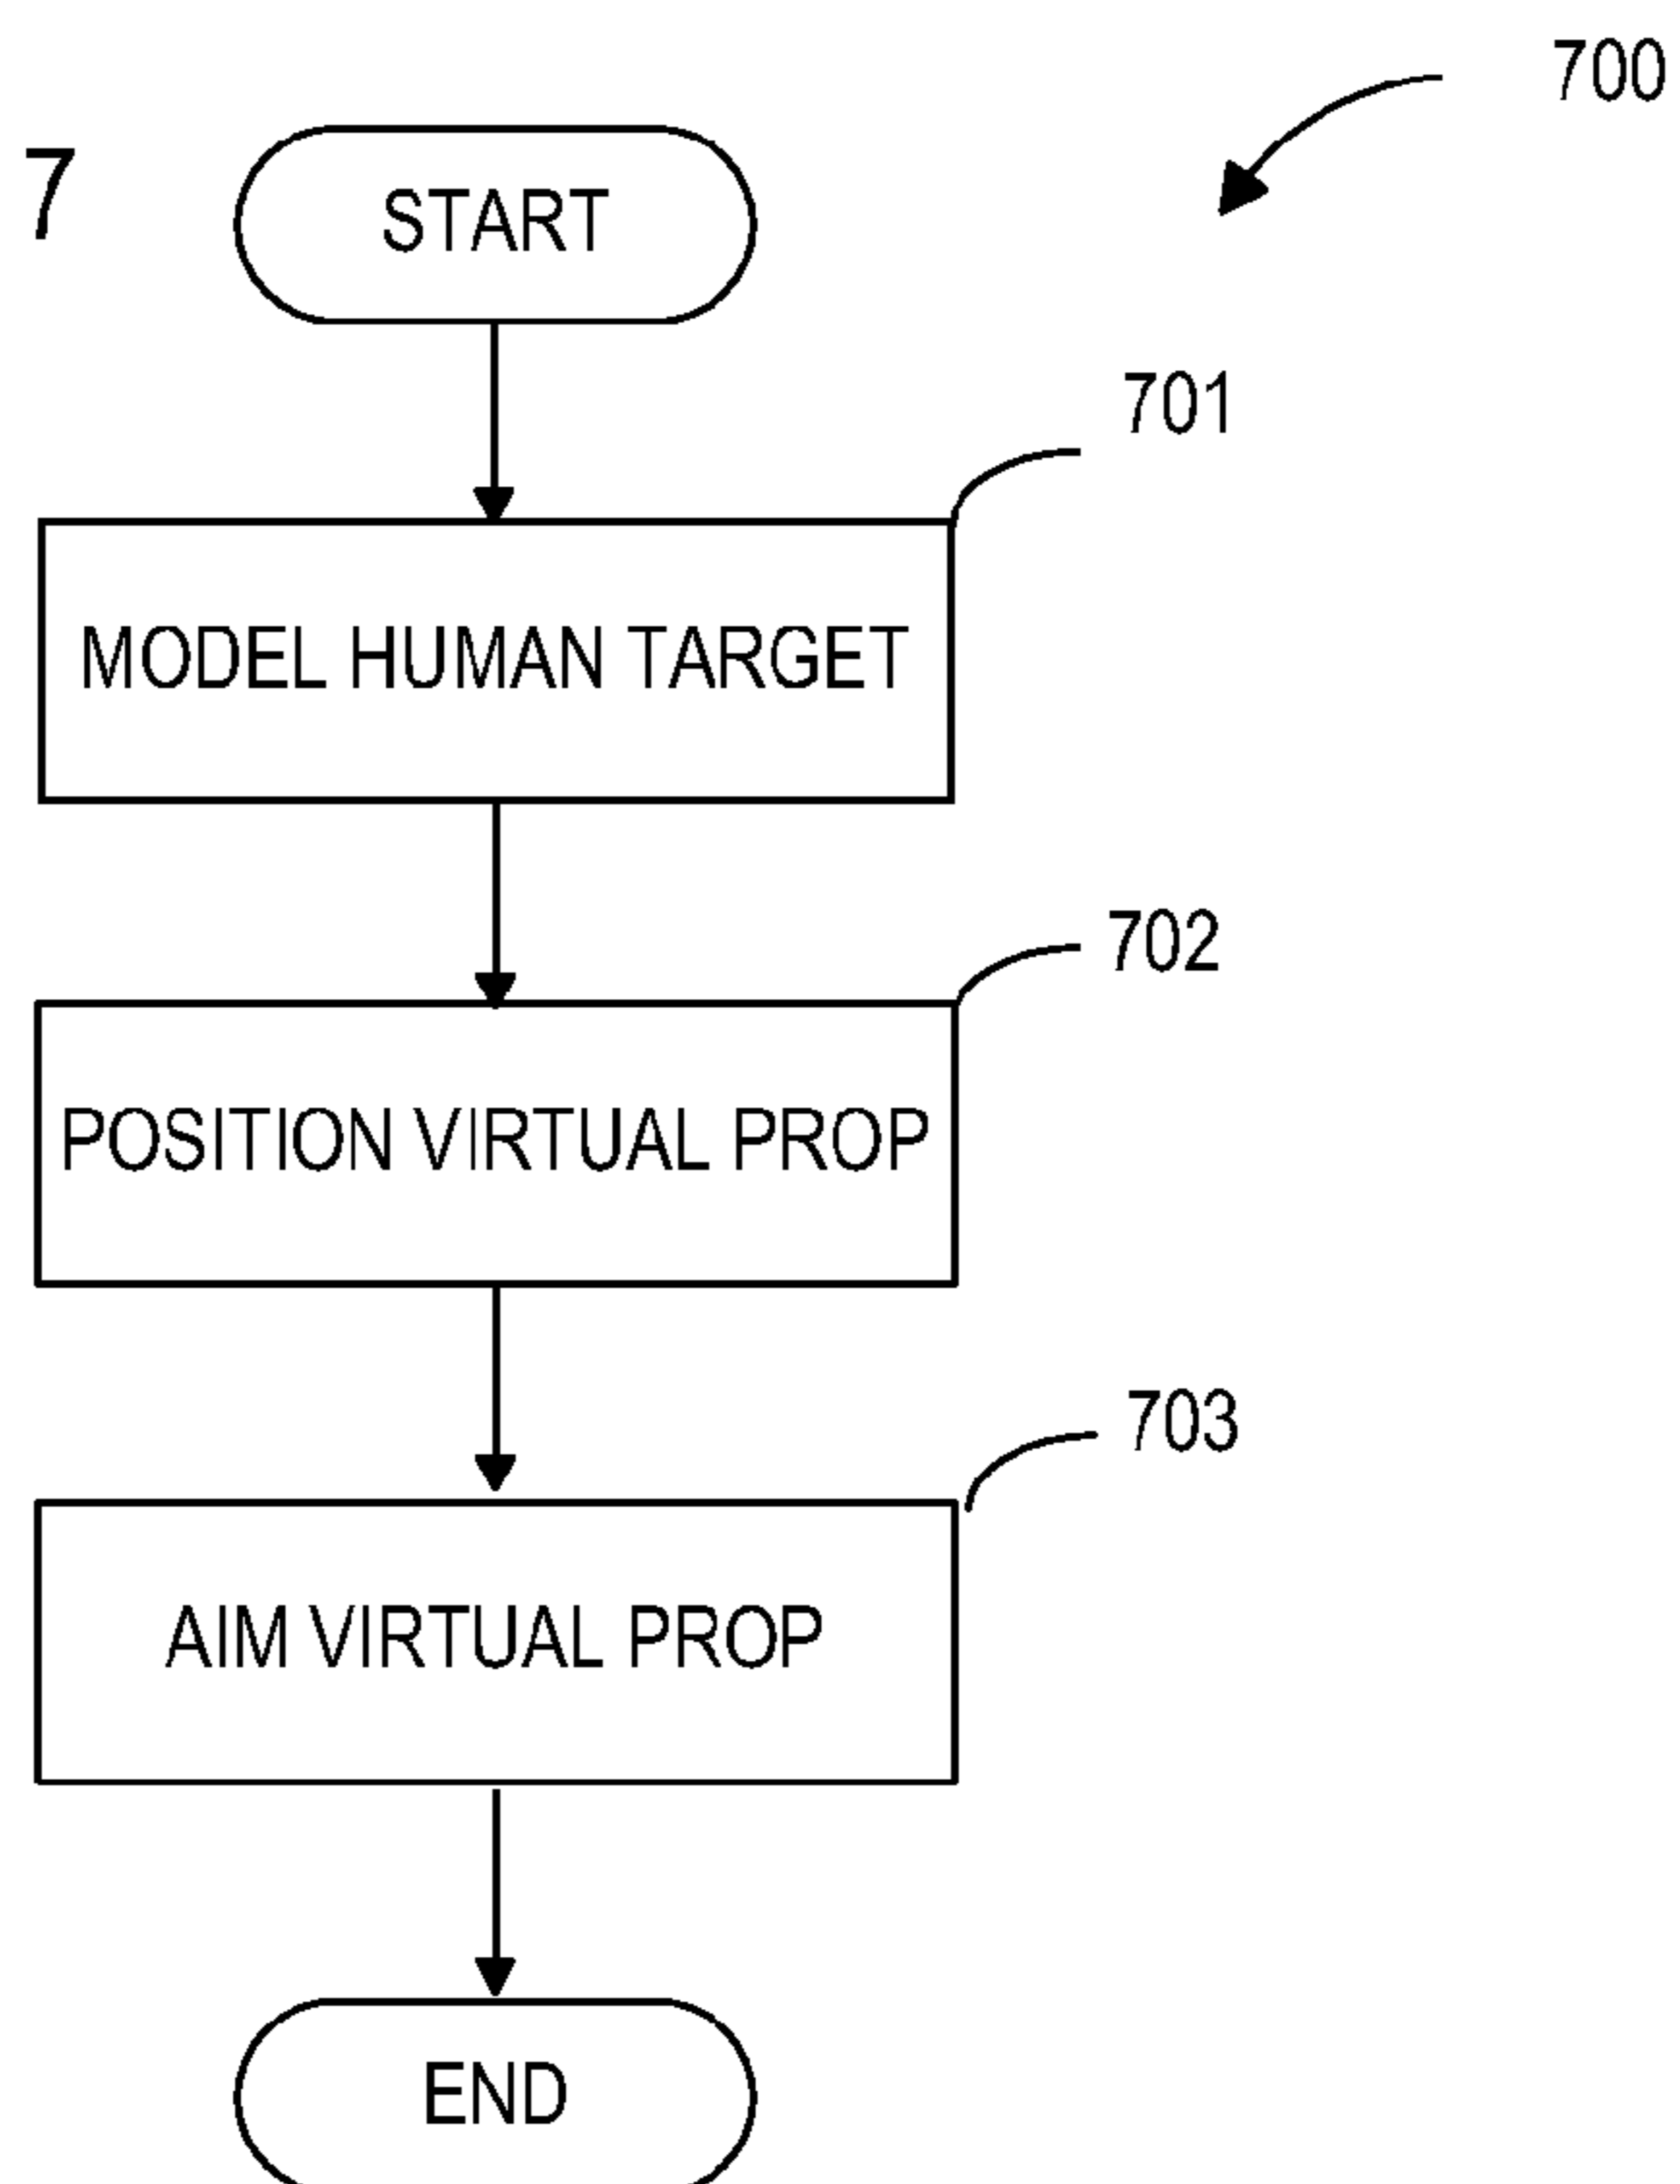 700
7
START
701
MODEL HUMAN TARGET
702
POSITION VIRTUAL PROP
703
AIM VIRTUAL PROP
END